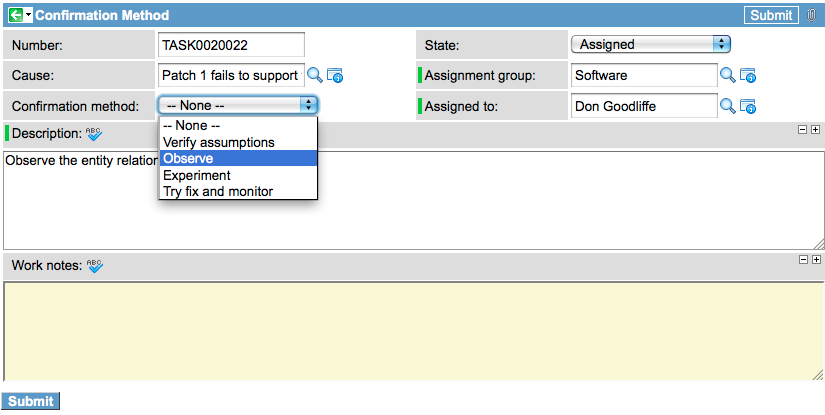 Confirmation Method Submit
Number: TASK0020022 State: Assigned
Cause: Patch 1 fails to support Assignment group: Software
Confirmation method: -- None -- Assigned to: Don Goodliffe
-- None --
Verify assumptions
Observe
Experiment
Try fix and monitor
Description: ABC
Observe the entity relation
Work notes: ABC
Submit